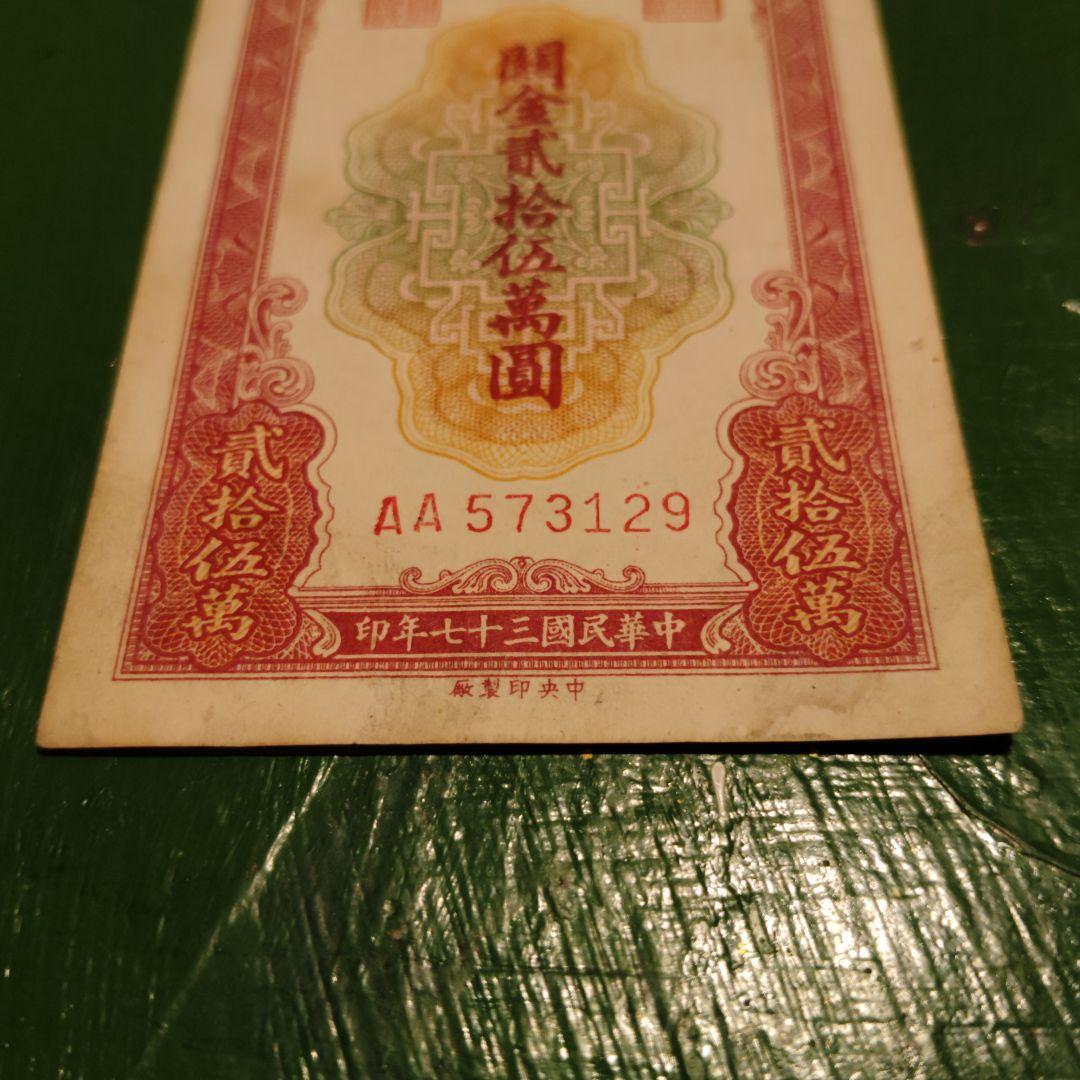 關金貳拾伍萬圓
貳拾伍萬
貳拾伍萬
AA 573129
中華民國三十七年印
中央印製廠